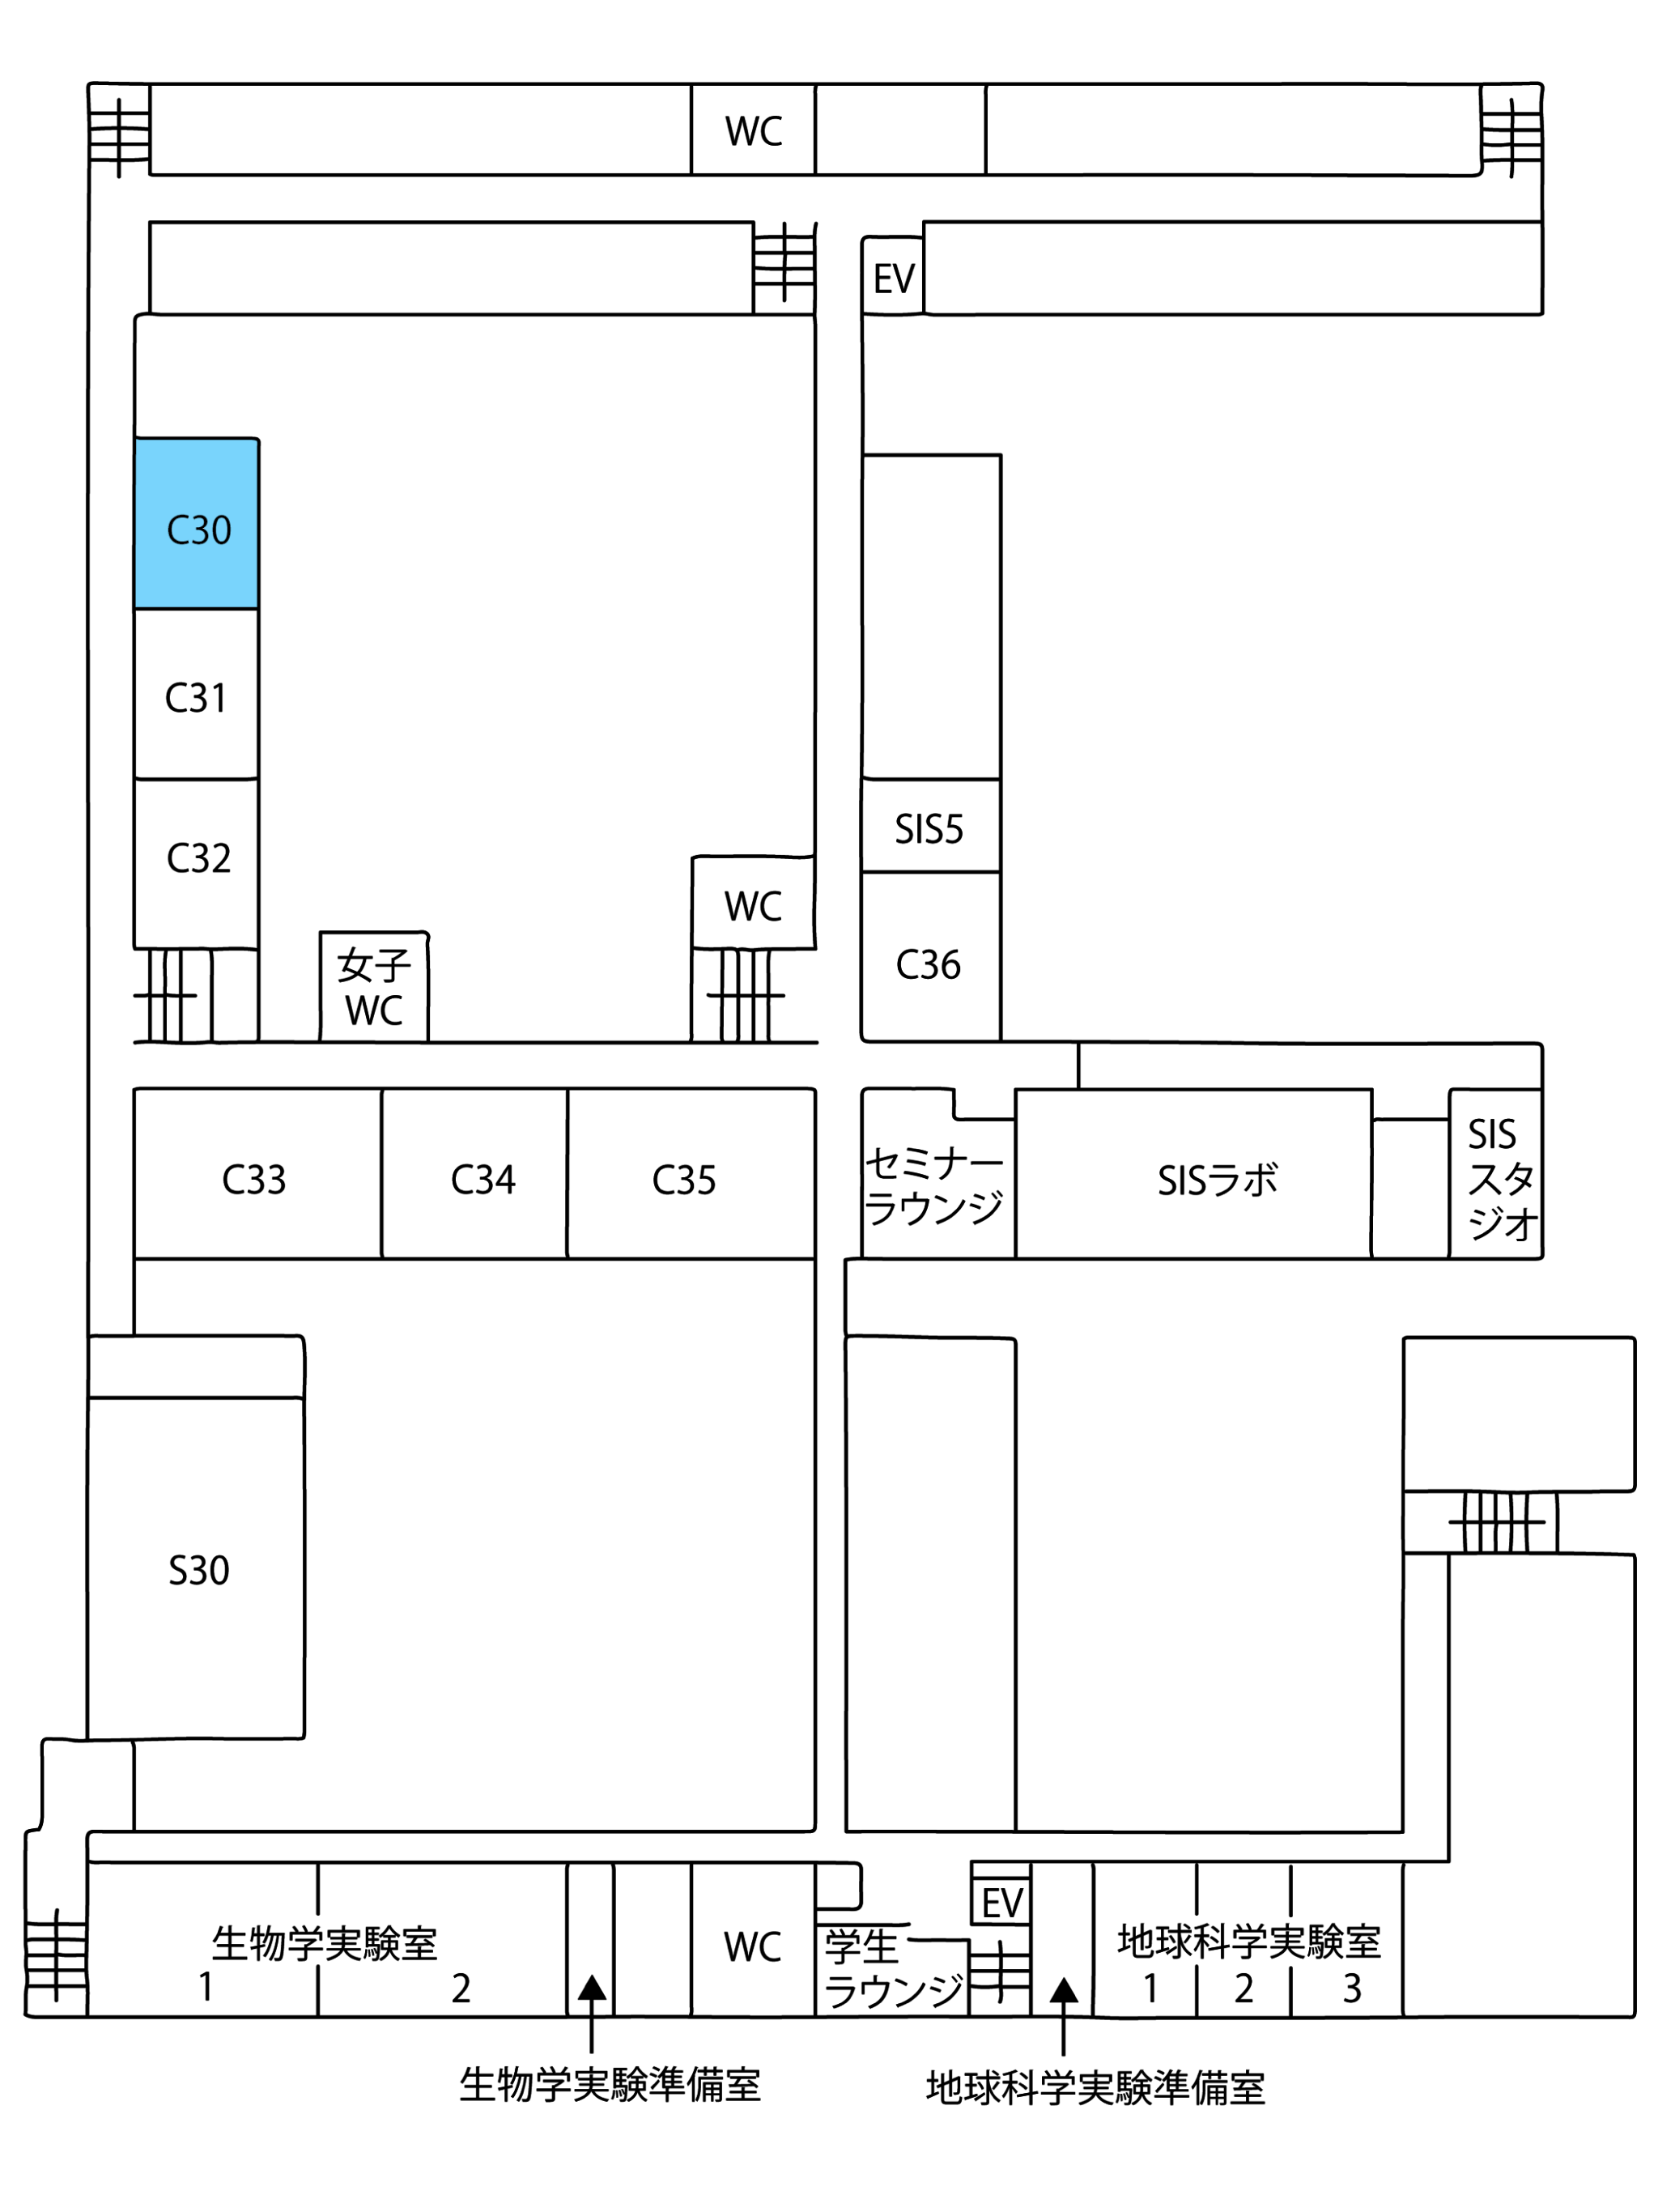 WC
EV
C30
C31
SIS5
C32
WC
女子
WC
C36
C33
C34
C35
セミナー
ラウンジ
SISラボ
SIS
スタ
ジオ
S30
EV
生物学実験室
1
2
WC
学生
ラウンジ
地球科学実験室
1
2
3
生物学実験準備室
地球科学実験準備室